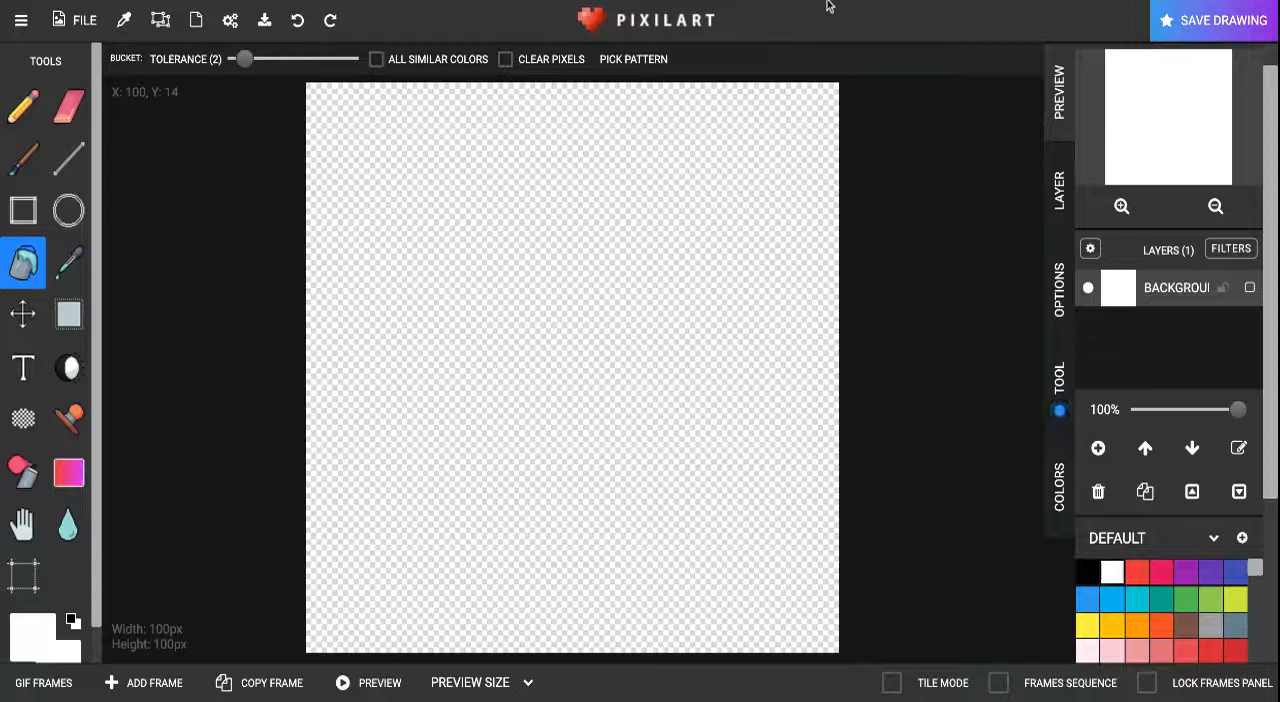 FILE
PIXILART
SAVE DRAWING
TOOLS
BUCKET: TOLERANCE (2)
ALL SIMILAR COLORS
CLEAR PIXELS
PICK PATTERN
X: 100, Y: 14
PREVIEW
LAYER
OPTIONS
TOOL
COLORS
LAYERS (1)
FILTERS
BACKGROU
100%
DEFAULT
T
Width: 100px
Height: 100px
GIF FRAMES
ADD FRAME
COPY FRAME
PREVIEW
PREVIEW SIZE
TILE MODE
FRAMES SEQUENCE
LOCK FRAMES PANEL